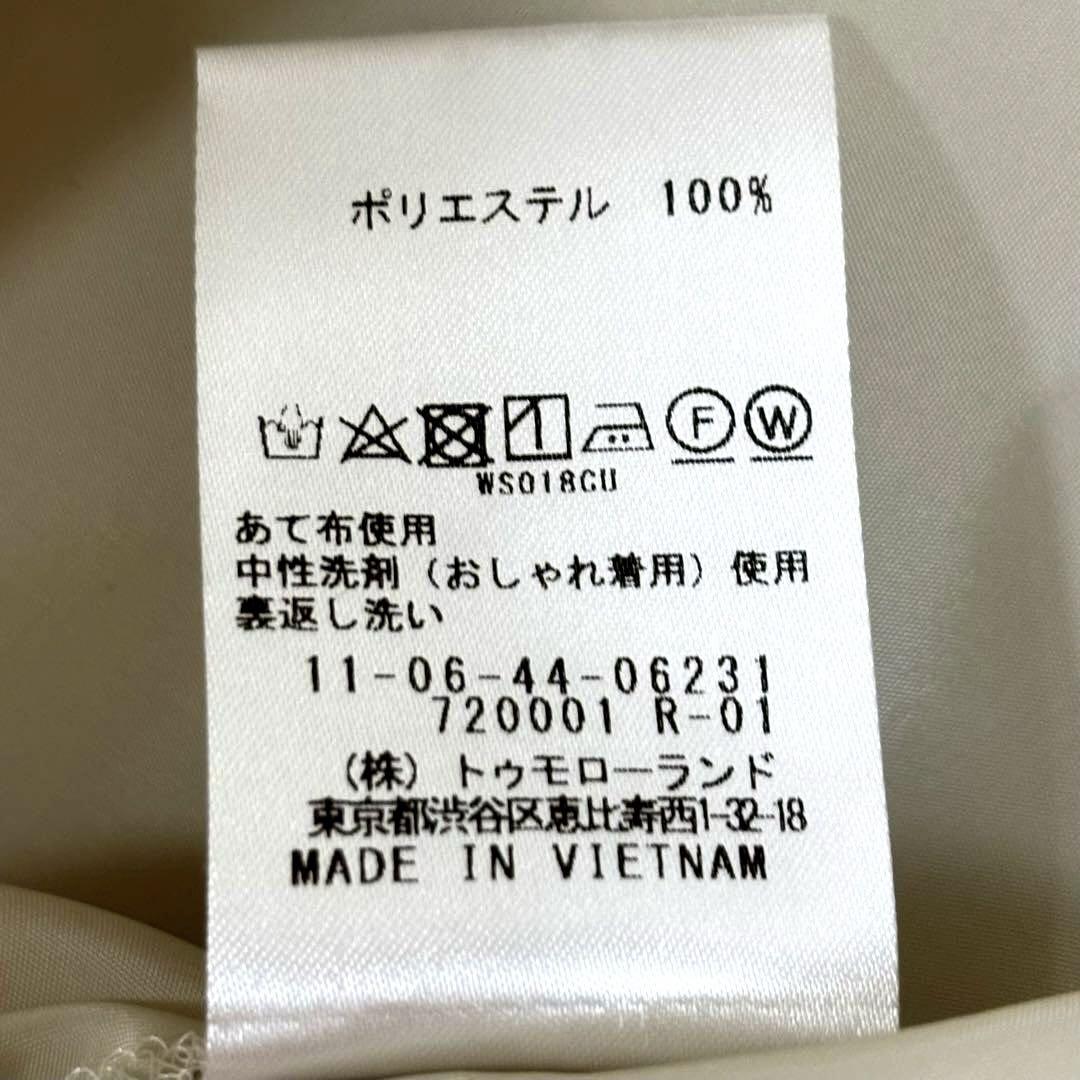 ポリエステル 100%
F W
WS018CU
あて布使用
中性洗剤（おしゃれ着用）使用
裏返し洗い
11-06-44-06231
720001 R-01
（株）トゥモローランド
東京都渋谷区恵比寿西1-32-18
MADE IN VIETNAM